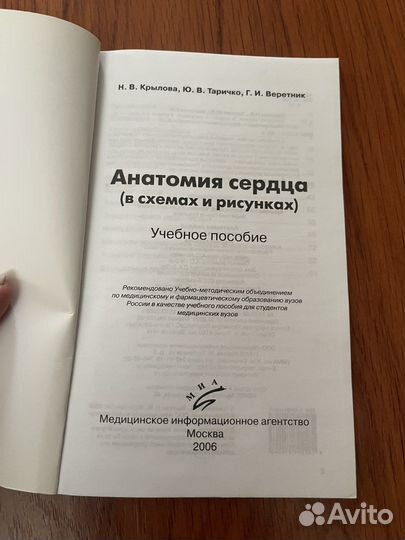 Н. В. Крылова, Ю. В. Таричко, Г. И. Веретник
Анатомия сердца
(в схемах и рисунках)
Учебное пособие
Рекомендовано Учебно-методическим объединением
по медицинскому и фармацевтическому образованию вузов
России в качестве учебного пособия для студентов
медицинских вузов
МИА
Медицинское информационное агентство
Москва
2006
Avito